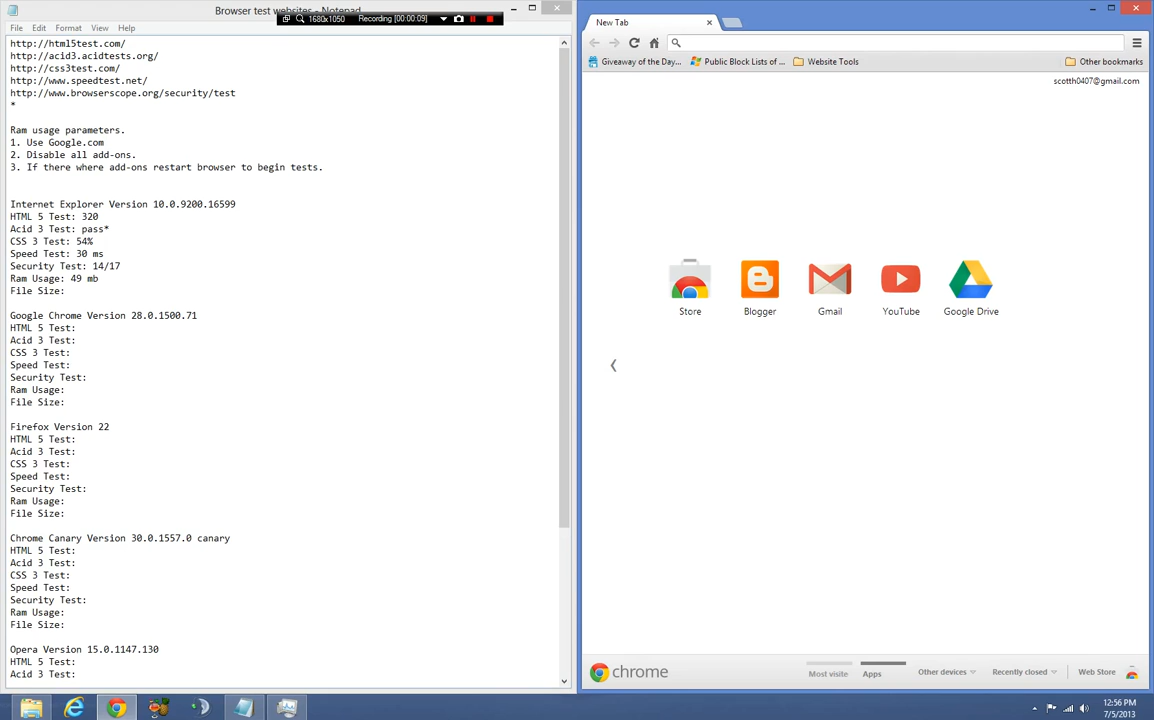 Browser test websites - Notepad
1680x1050 Recording [00:00:09]
File Edit Format View Help
http://html5test.com/
http://acid3.acidtests.org/
http://css3test.com/
http://www.speedtest.net/
http://www.browserscope.org/security/test
*
Ram usage parameters.
1. Use Google.com
2. Disable all add-ons.
3. If there where add-ons restart browser to begin tests.
Internet Explorer Version 10.0.9200.16599
HTML 5 Test: 320
Acid 3 Test: pass*
CSS 3 Test: 54%
Speed Test: 30 ms
Security Test: 14/17
Ram Usage: 49 mb
File Size:
Google Chrome Version 28.0.1500.71
HTML 5 Test:
Acid 3 Test:
CSS 3 Test:
Speed Test:
Security Test:
Ram Usage:
File Size:
Firefox Version 22
HTML 5 Test:
Acid 3 Test:
CSS 3 Test:
Speed Test:
Security Test:
Ram Usage:
File Size:
Chrome Canary Version 30.0.1557.0 canary
HTML 5 Test:
Acid 3 Test:
CSS 3 Test:
Speed Test:
Security Test:
Ram Usage:
File Size:
Opera Version 15.0.1147.130
HTML 5 Test:
Acid 3 Test:
New Tab
Giveaway of the Day... Public Block Lists of ... Website Tools Other bookmarks
scotth0407@gmail.com
Store Blogger Gmail YouTube Google Drive
chrome Most visite Apps Other devices Recently closed Web Store
12:56 PM
7/5/2013